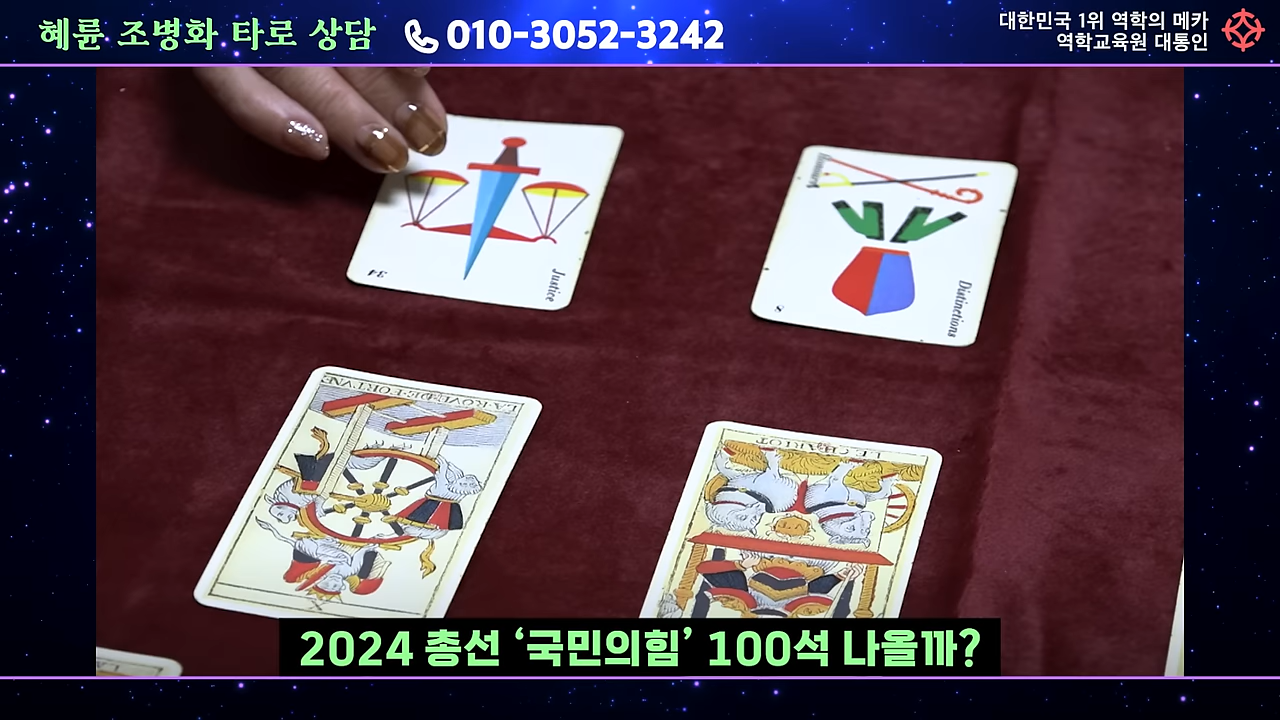 혜륜 조병화 타로 상담
010-3052-3242
대한민국 1위 역학의 메카
역학교육원 대통인
34
Justice
8
Distinctions
LA·ROVE·DE·FORTVNE
X
LE·CHARIOT
2024 총선 ‘국민의힘’ 100석 나올까?